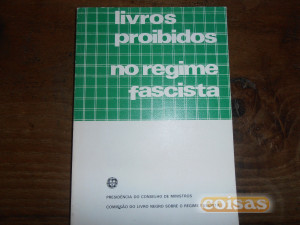 livros
proibidos
no regime
fascista
PRESIDÊNCIA DO CONSELHO DE MINISTROS
COMISSÃO DO LIVRO NEGRO SOBRE O REGIME
coisas